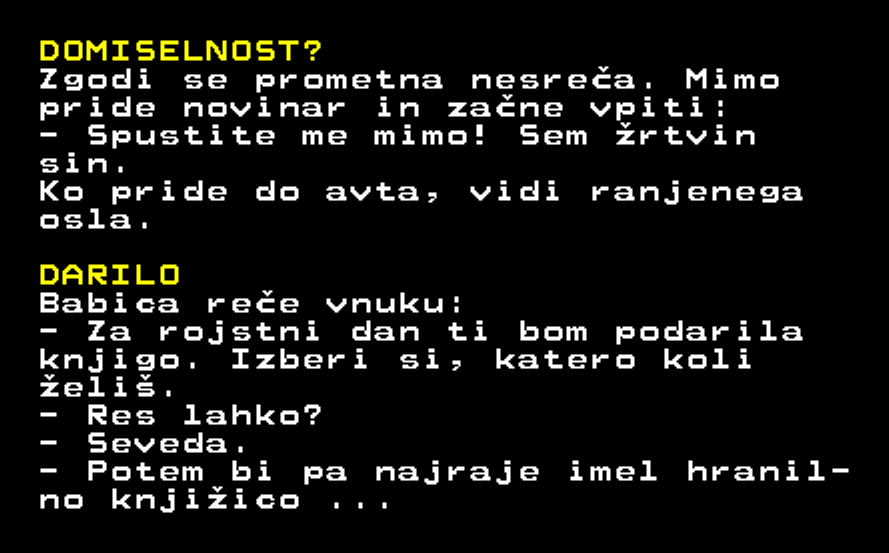 DOMISELNOST?
Zgodi se prometna nesreča. Mimo
pride novinar in začne vpiti:
- Spustite me mimo! Sem žrtvin
sin.
Ko pride do avta, vidi ranjenega
osla.
DARILO
Babica reče vnuku:
- Za rojstni dan ti bom podarila
knjigo. Izberi si, katero koli
želiš.
- Res lahko?
- Seveda.
- Potem bi pa najraje imel hranil-
no knjižico ...